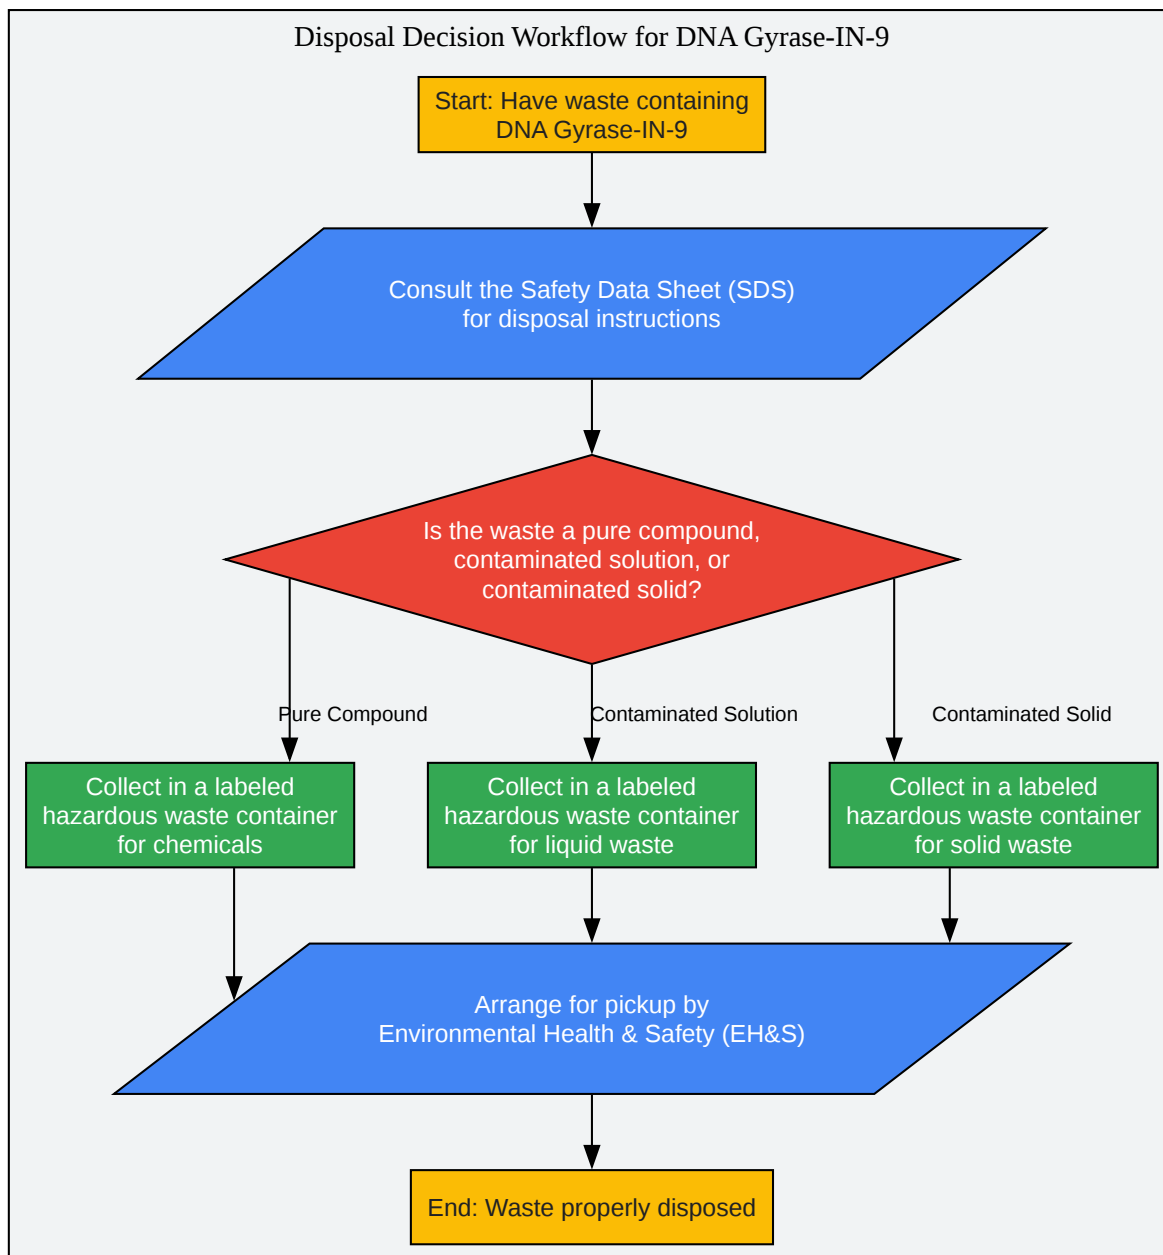 Disposal Decision Workflow for DNA Gyrase-IN-9
Start: Have waste containing
DNA Gyrase-IN-9
Consult the Safety Data Sheet (SDS)
for disposal instructions
Is the waste a pure compound,
contaminated solution, or
contaminated solid?
Pure Compound
Contaminated Solution
Contaminated Solid
Collect in a labeled
hazardous waste container
for chemicals
Collect in a labeled
hazardous waste container
for liquid waste
Collect in a labeled
hazardous waste container
for solid waste
Arrange for pickup by
Environmental Health & Safety (EH&S)
End: Waste properly disposed